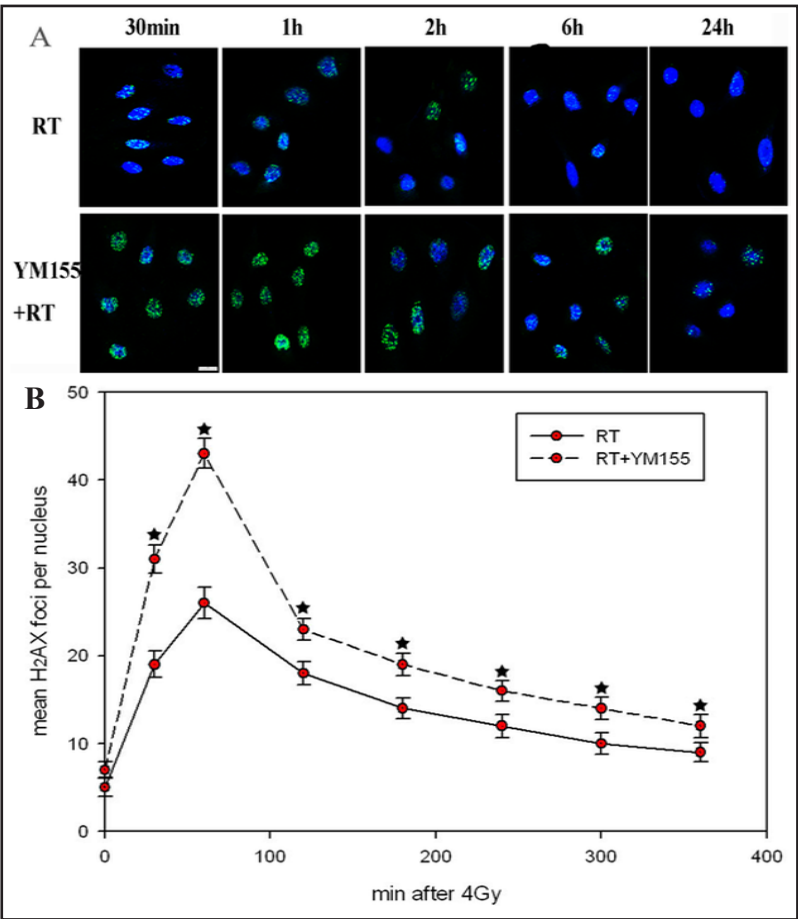 A
30min 1h 2h 6h 24h
RT
YM155
+RT
B
50
40
30
20
10
0
mean H2AX foci per nucleus
RT
RT+YM155
0 100 200 300 400
min after 4Gy